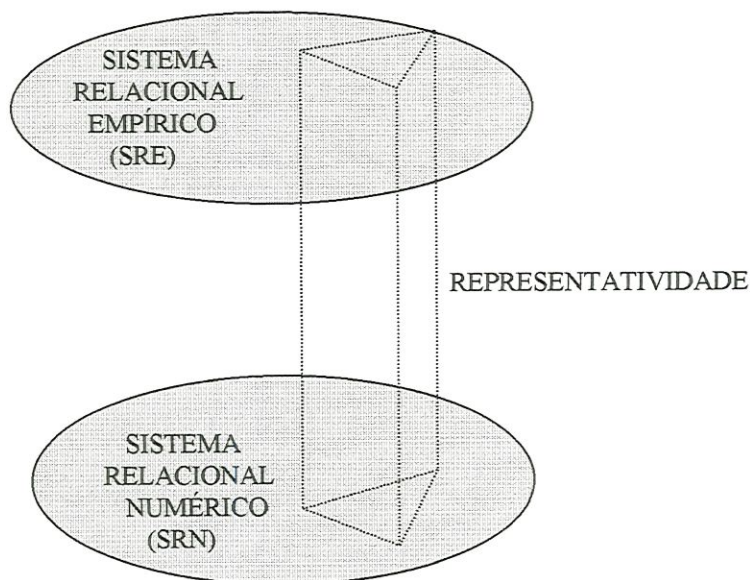 SISTEMA
RELACIONAL
EMPÍRICO
(SRE)
REPRESENTATIVIDADE
SISTEMA
RELACIONAL
NUMÉRICO
(SRN)